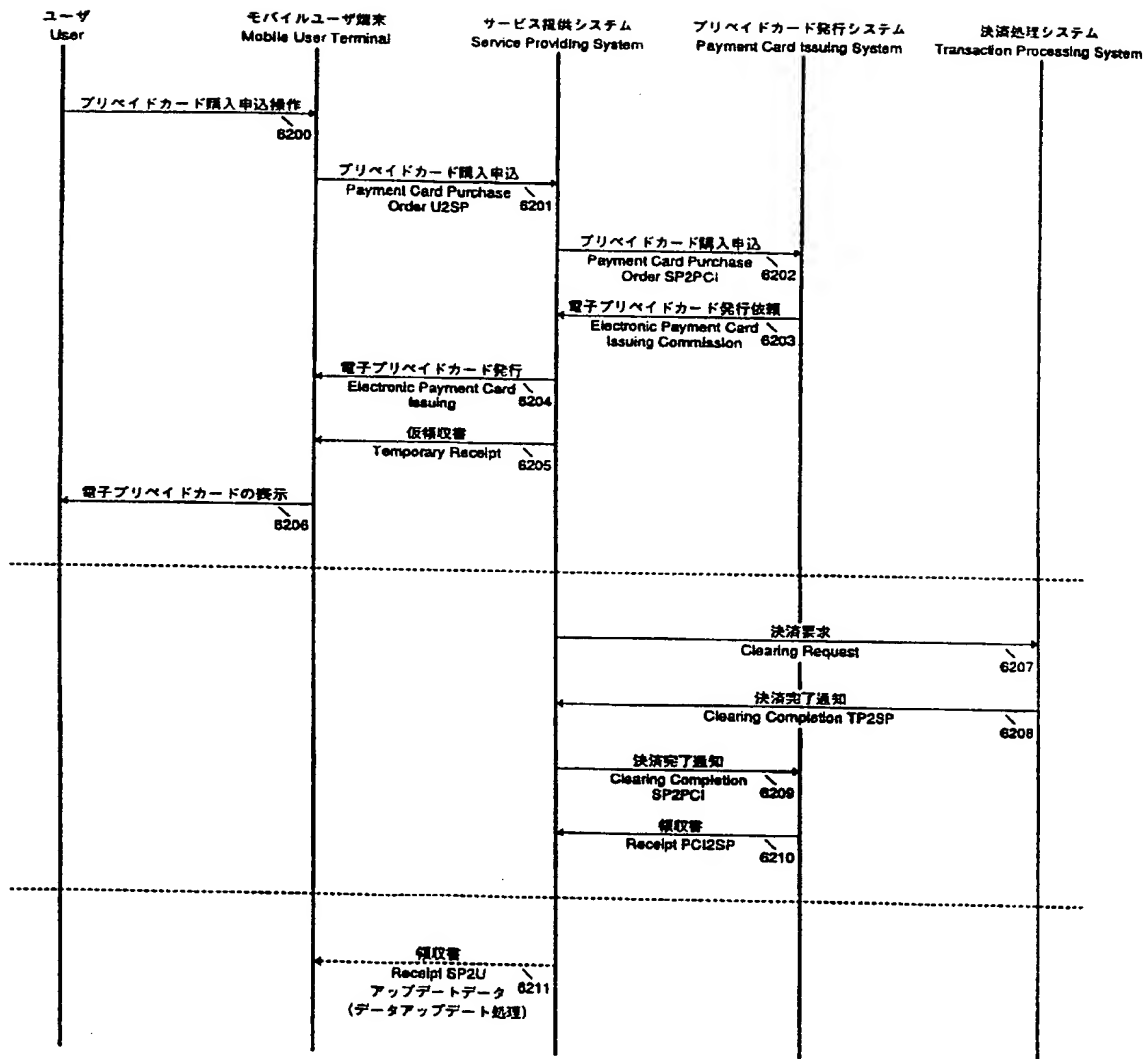 ユーザ
User
モバイルユーザ端末
Mobile User Terminal
サービス提供システム
Service Providing System
プリペイドカード発行システム
Payment Card Issuing System
決済処理システム
Transaction Processing System
プリペイドカード購入申込操作
6200
プリペイドカード購入申込
Payment Card Purchase
Order U2SP
6201
プリペイドカード購入申込
Payment Card Purchase
Order SP2PCI
6202
電子プリペイドカード発行依頼
Electronic Payment Card
Issuing Commission
6203
電子プリペイドカード発行
Electronic Payment Card
Issuing
6204
仮領収書
Temporary Receipt
6205
電子プリペイドカードの表示
6206
決済要求
Clearing Request
6207
決済完了通知
Clearing Completion TP2SP
6208
決済完了通知
Clearing Completion
SP2PCI
6209
領収書
Receipt PCI2SP
6210
領収書
Receipt SP2U
6211
アップデートデータ
(データアップデート処理)